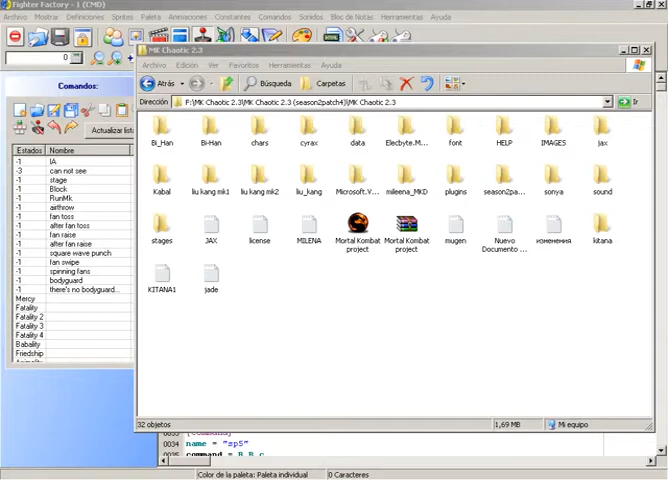 Fighter Factory - 1 (CMD)
Archivo Mostrar Definiciones Sprites Paleta Animaciones Constantes Comandos Sonidos Bloc de Notas Herramientas Ayuda
0
Comandos:
Actualizar lista
Estados Nombre
-1 IA
-3 can not see
-1 stage
-1 Block
-1 RunMk
-1 airthrow
-1 fan toss
-1 after fan toss
-1 fan raise
-1 after fan raise
-1 square wave punch
-1 fan swipe
-1 spinning fans
-1 bodyguard
-1 there's no bodyguard...
Mercy
Fatality
Fatality 2
Fatality 3
Fatality 4
Babality
Friedship
MK Chaotic 2.3
Archivo Edición Ver Favoritos Herramientas Ayuda
Atrás Búsqueda Carpetas
Dirección F:\MK Chaotic 2.3\MK Chaotic 2.3 (season2patch4)\MK Chaotic 2.3 Ir
Bi_Han Bi-Han chars cyrax data Elecbyte.M... font HELP IMAGES jax
Kabal liu kang mk1 liu kang mk2 liu_kang Microsoft.V... mileena_MKD plugins season2pa... sonya sound
stages JAX license MILENA Mortal Kombat project Mortal Kombat project mugen Nuevo Documento ... изменения kitana
KITANA1 jade
32 objetos 1,69 MB Mi equipo
0034 name = "sp5"
0035 command = B,B,c
Color de la paleta: Paleta individual 0 Caracteres